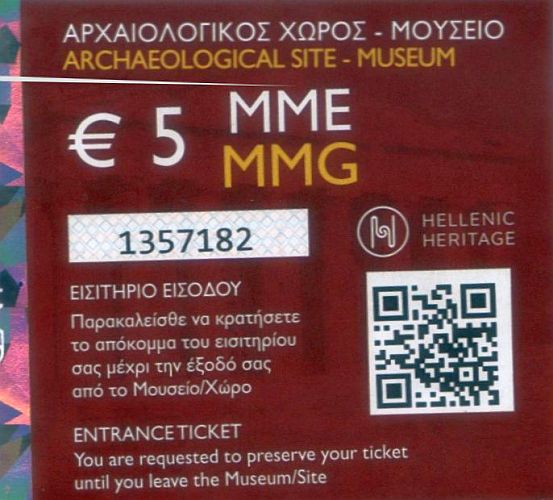 ΑΡΧΑΙΟΛΟΓΙΚΟΣ ΧΩΡΟΣ - ΜΟΥΣΕΙΟ
ARCHAEOLOGICAL SITE - MUSEUM
€ 5 ΜΜΕ
MMG
1357182
HELLENIC
HERITAGE
ΕΙΣΙΤΗΡΙΟ ΕΙΣΟΔΟΥ
Παρακαλείσθε να κρατήσετε
το απόκομμα του εισιτηρίου
σας μέχρι την έξοδό σας
από το Μουσείο/Χώρο
ENTRANCE TICKET
You are requested to preserve your ticket
until you leave the Museum/Site